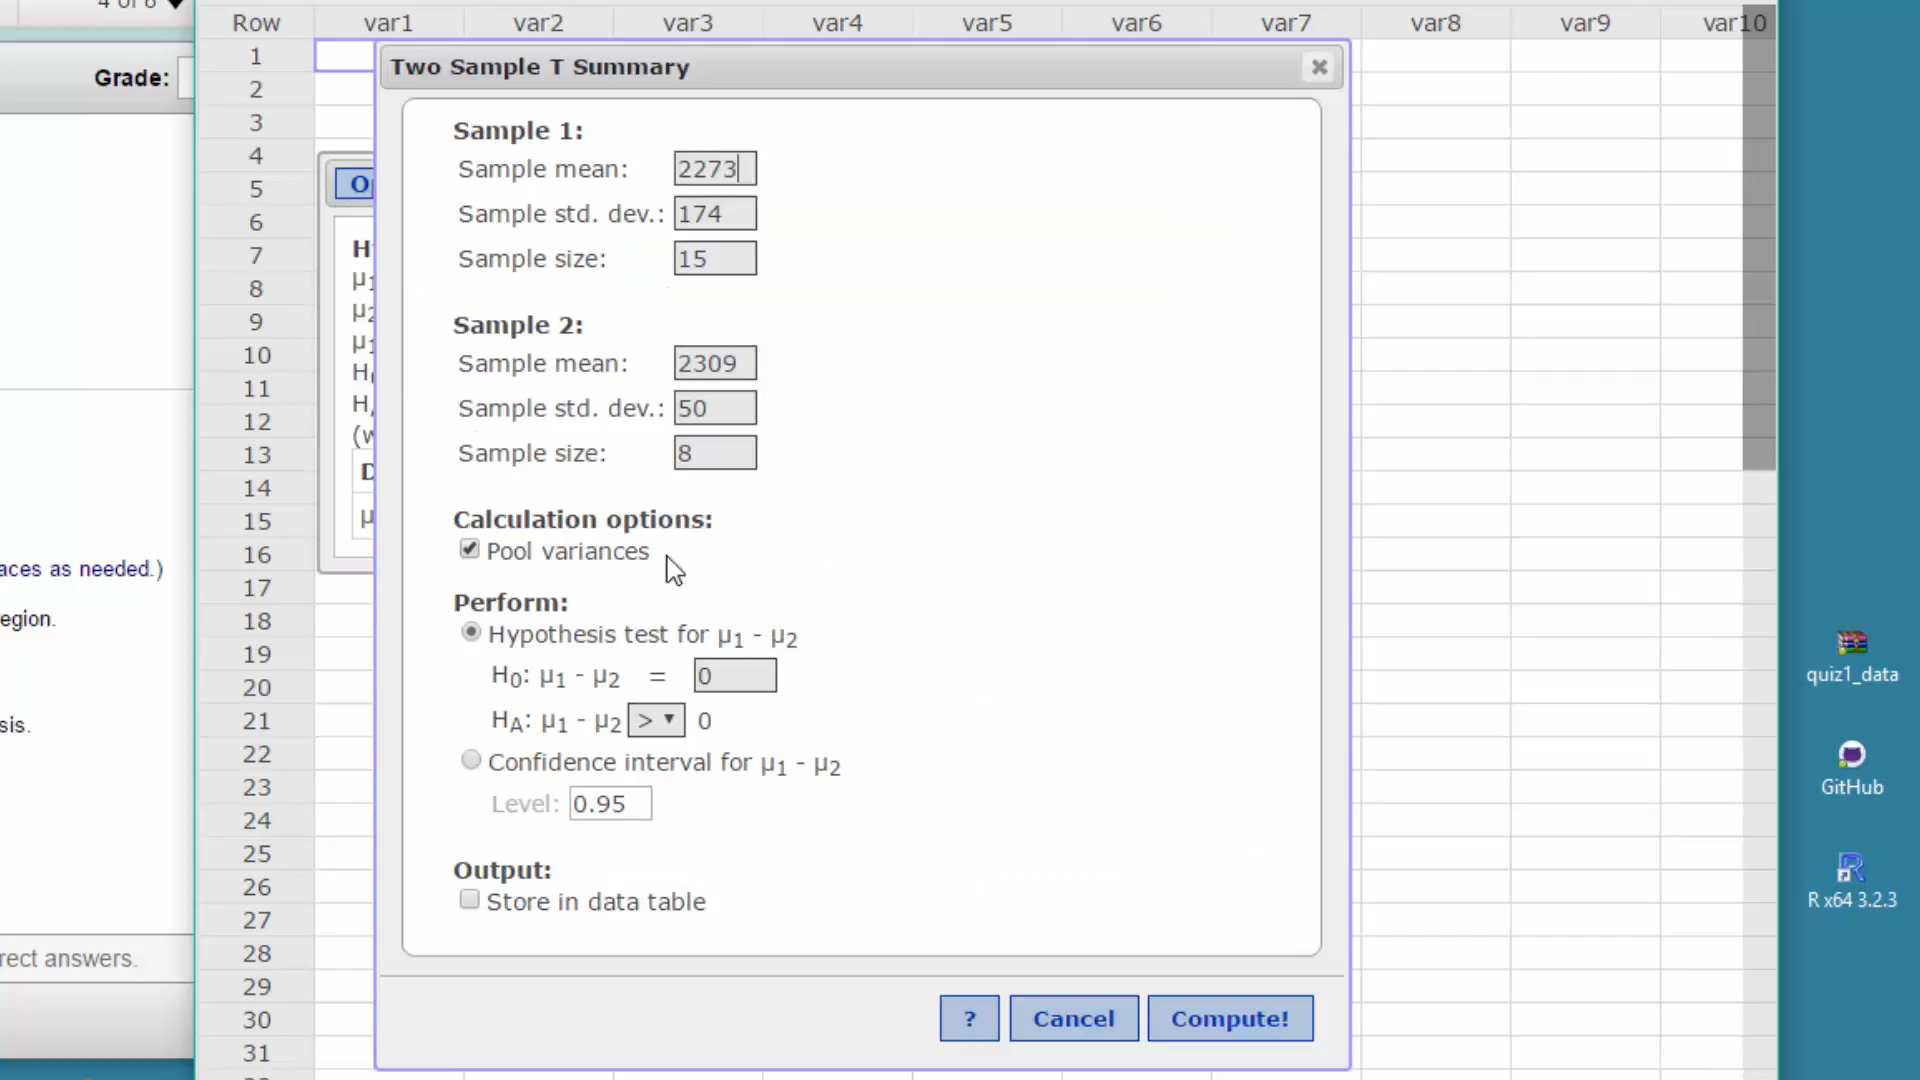 4 of 6
Row var1 var2 var3 var4 var5 var6 var7 var8 var9 var10
Grade:
Two Sample T Summary
Sample 1:
Sample mean: 2273
Sample std. dev.: 174
Sample size: 15
Sample 2:
Sample mean: 2309
Sample std. dev.: 50
Sample size: 8
Calculation options:
Pool variances
Perform:
Hypothesis test for μ1 - μ2
H0: μ1 - μ2 = 0
HA: μ1 - μ2 > 0
Confidence interval for μ1 - μ2
Level: 0.95
Output:
Store in data table
? Cancel Compute!
1
2
3
4
5
6
7
8
9
10
11
12
13
14
15
16
17
18
19
20
21
22
23
24
25
26
27
28
29
30
31
O
H
μ1
μ2
μ1
H
H
(w
D
μ
aces as needed.)
egion.
sis.
rect answers.
quiz1_data
GitHub
R x64 3.2.3